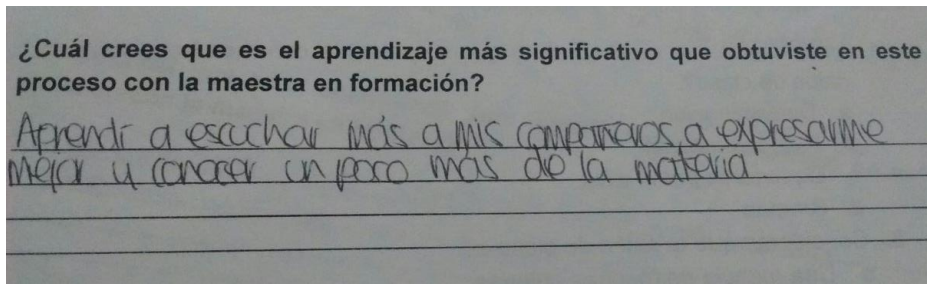 ¿Cuál crees que es el aprendizaje más significativo que obtuviste en este
proceso con la maestra en formación?
Aprendí a escuchar más a mis compañeros, a expresarme
mejor y conocer un poco más de la materia